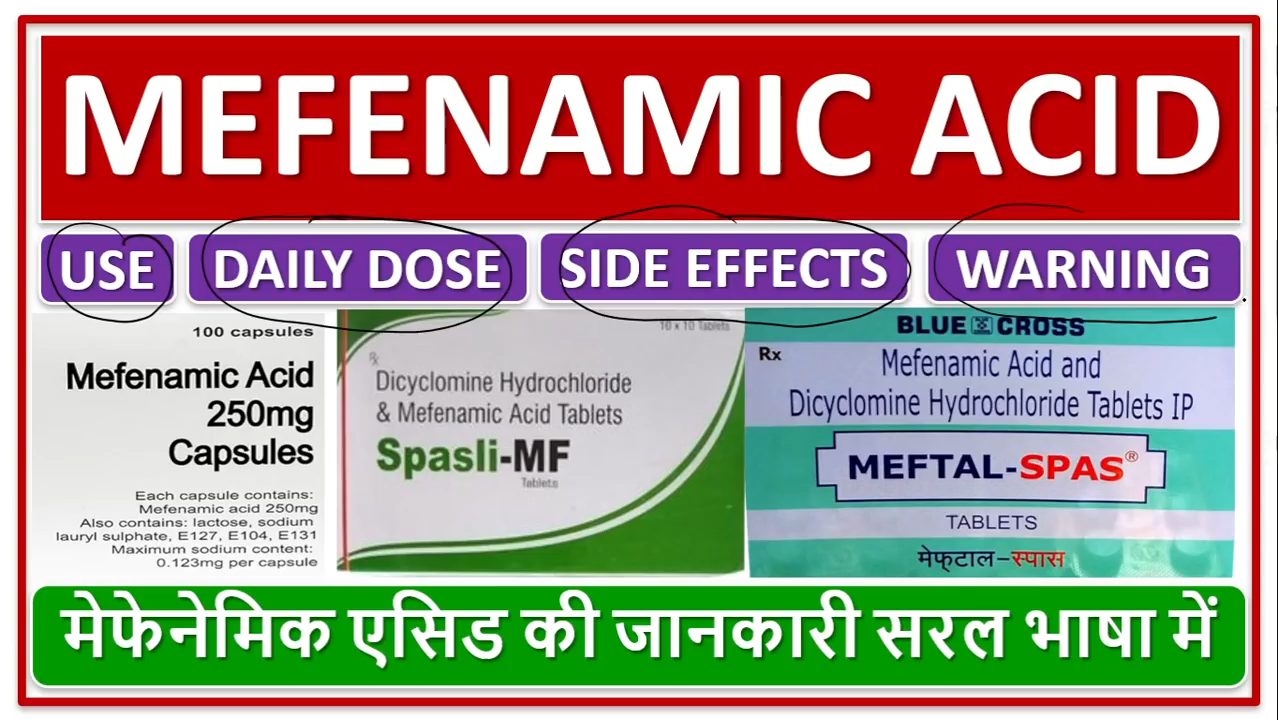 MEFENAMIC ACID
USE DAILY DOSE SIDE EFFECTS WARNING
100 capsules
Mefenamic Acid
250mg
Capsules
Each capsule contains:
Mefenamic acid 250mg
Also contains: lactose, sodium
lauryl sulphate, E127, E104, E131
Maximum sodium content:
0.123mg per capsule
10 x 10 Tablets
Rx
Dicyclomine Hydrochloride
& Mefenamic Acid Tablets
Spasli-MF
Tablets
BLUE CROSS
Rx
Mefenamic Acid and
Dicyclomine Hydrochloride Tablets IP
MEFTAL-SPAS®
TABLETS
मेफ्टाल-स्पास
मेफेनेमिक एसिड की जानकारी सरल भाषा में